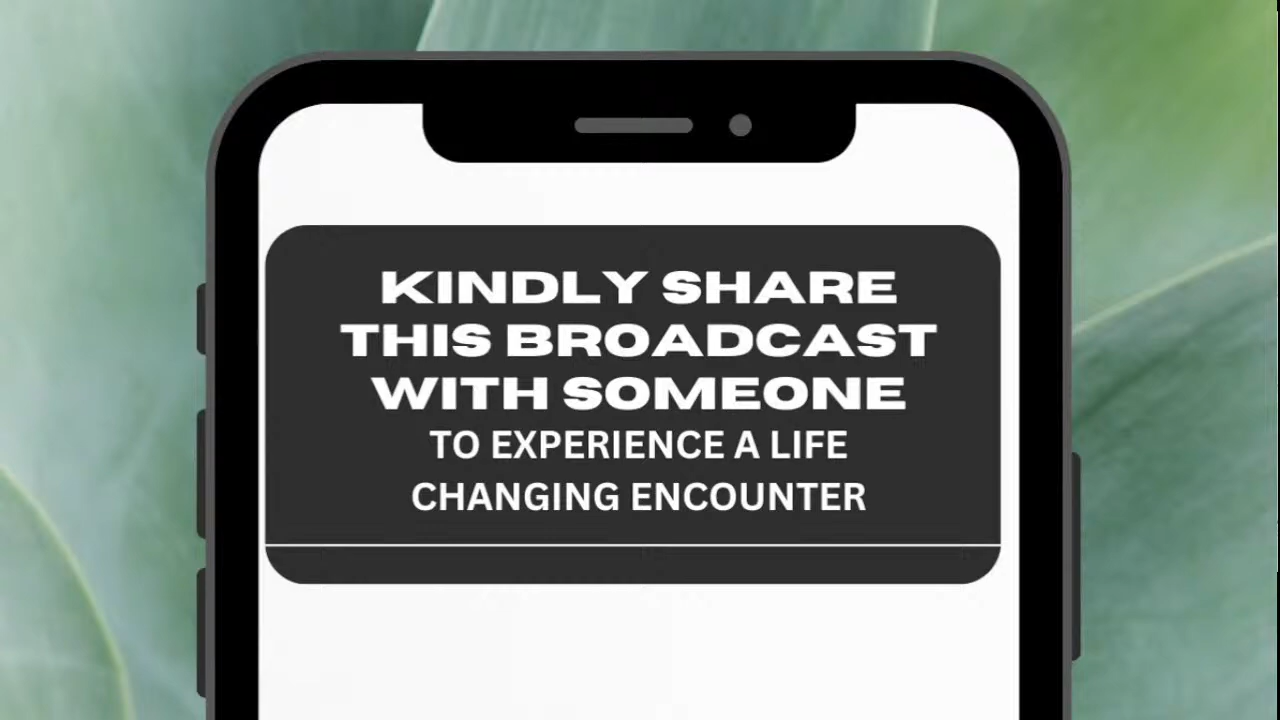 KINDLY SHARE
THIS BROADCAST
WITH SOMEONE
TO EXPERIENCE A LIFE
CHANGING ENCOUNTER